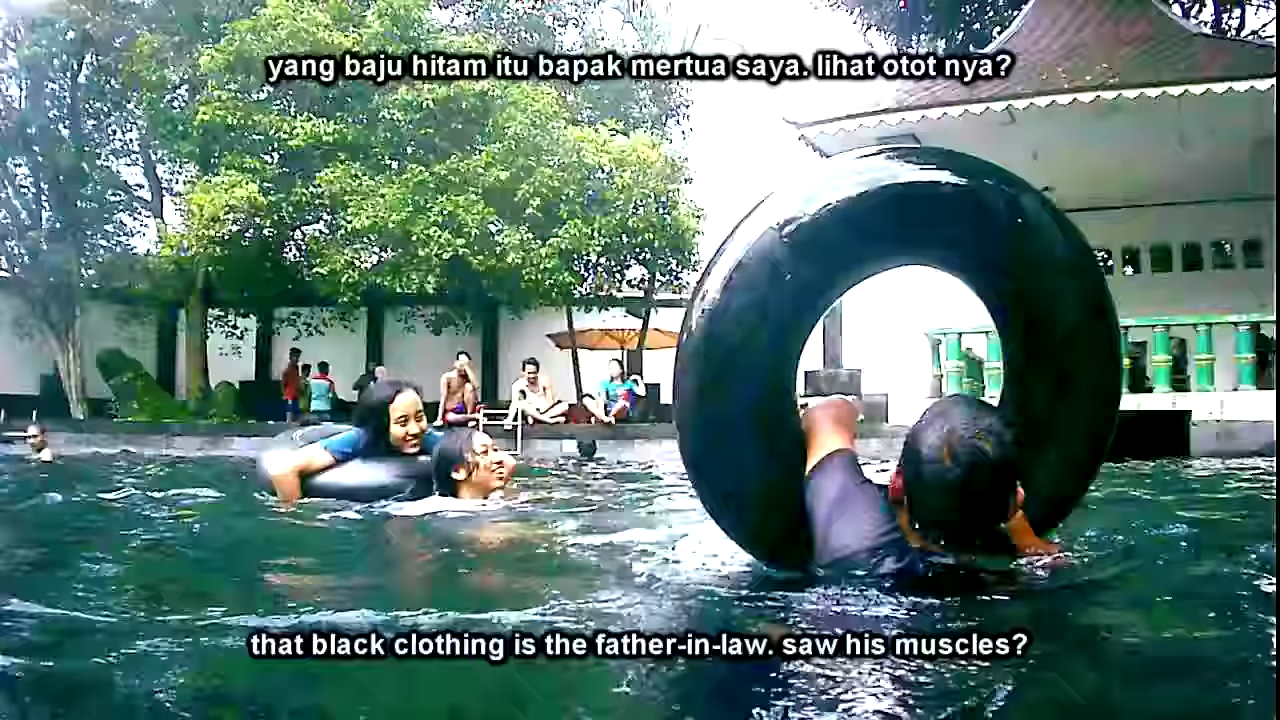 yang baju hitam itu bapak mertua saya. lihat otot nya?
that black clothing is the father-in-law. saw his muscles?